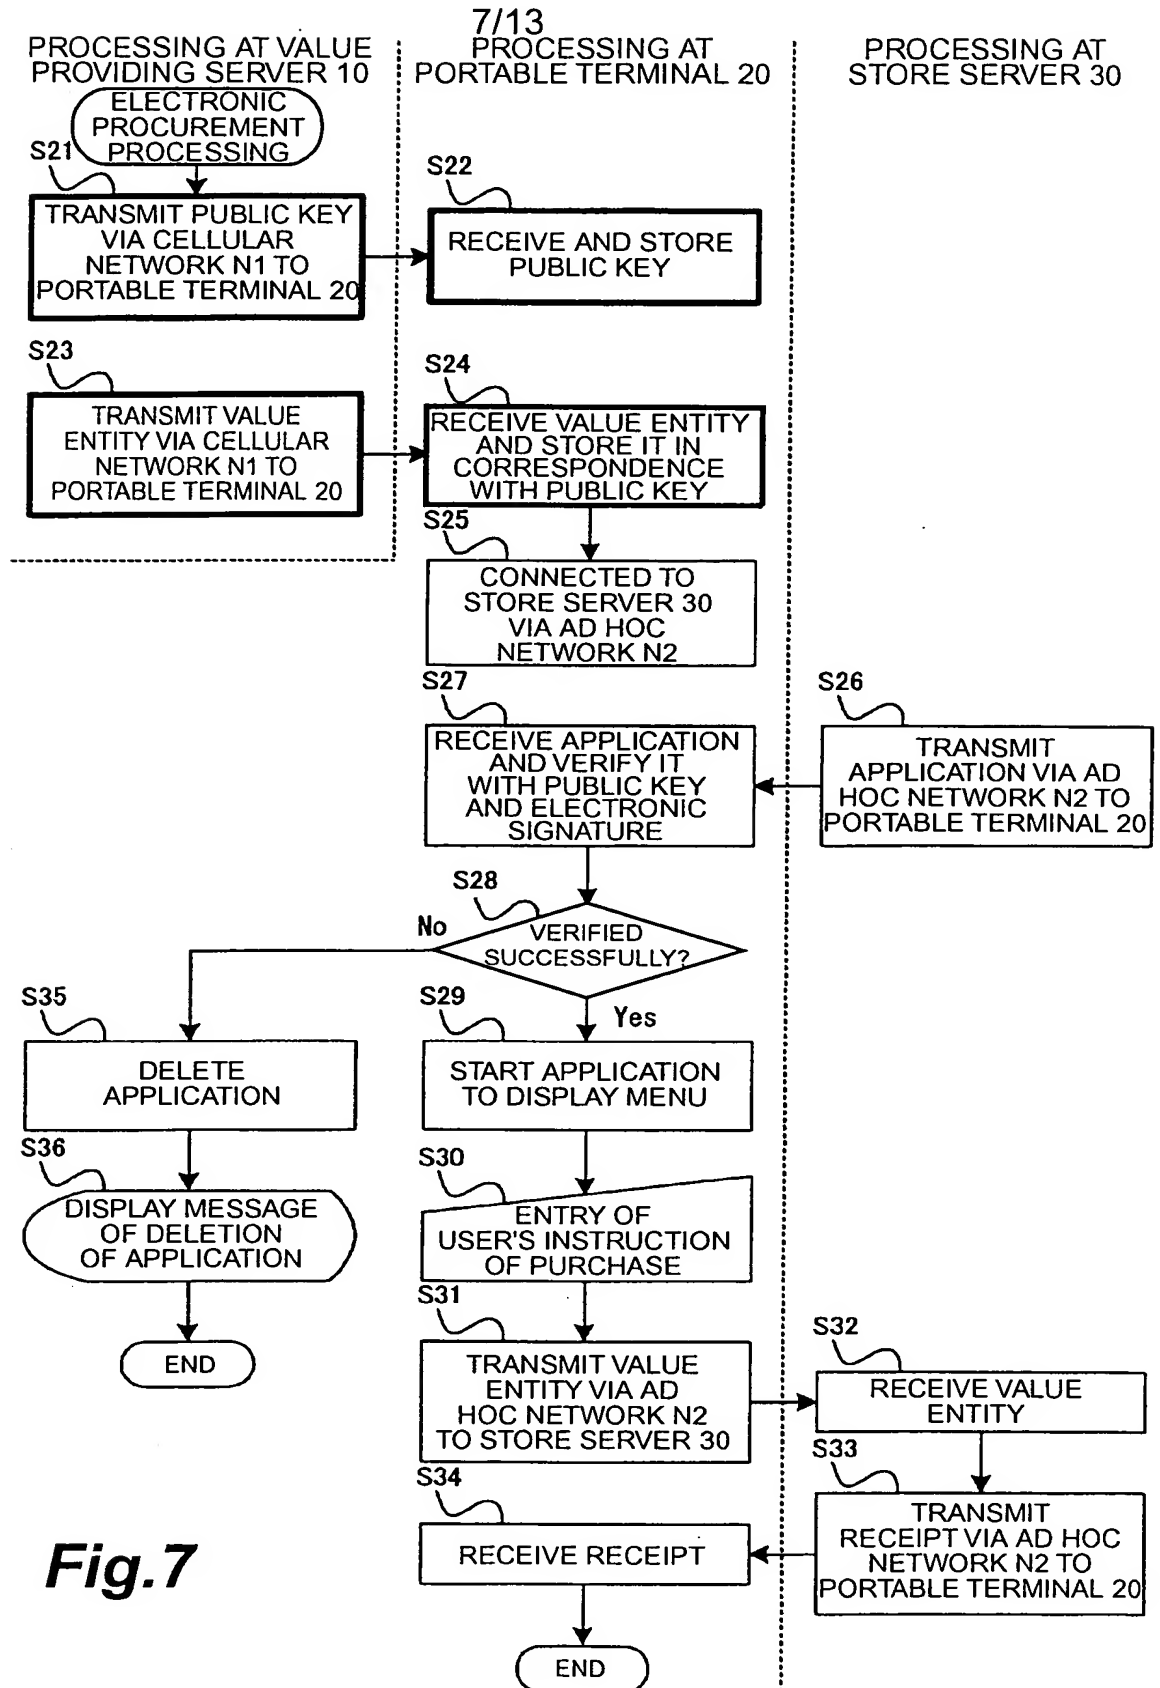 7/13
PROCESSING AT VALUE
PROVIDING SERVER 10
PROCESSING AT
PORTABLE TERMINAL 20
PROCESSING AT
STORE SERVER 30
ELECTRONIC
PROCUREMENT
PROCESSING
S21
TRANSMIT PUBLIC KEY
VIA CELLULAR
NETWORK N1 TO
PORTABLE TERMINAL 20
S22
RECEIVE AND STORE
PUBLIC KEY
S23
TRANSMIT VALUE
ENTITY VIA CELLULAR
NETWORK N1 TO
PORTABLE TERMINAL 20
S24
RECEIVE VALUE ENTITY
AND STORE IT IN
CORRESPONDENCE
WITH PUBLIC KEY
S25
CONNECTED TO
STORE SERVER 30
VIA AD HOC
NETWORK N2
S26
TRANSMIT
APPLICATION VIA AD
HOC NETWORK N2 TO
PORTABLE TERMINAL 20
S27
RECEIVE APPLICATION
AND VERIFY IT
WITH PUBLIC KEY
AND ELECTRONIC
SIGNATURE
S28
VERIFIED
SUCCESSFULLY?
No
Yes
S35
DELETE
APPLICATION
S36
DISPLAY MESSAGE
OF DELETION
OF APPLICATION
END
S29
START APPLICATION
TO DISPLAY MENU
S30
ENTRY OF
USER'S INSTRUCTION
OF PURCHASE
S31
TRANSMIT VALUE
ENTITY VIA AD
HOC NETWORK N2
TO STORE SERVER 30
S32
RECEIVE VALUE
ENTITY
S33
TRANSMIT
RECEIPT VIA AD HOC
NETWORK N2 TO
PORTABLE TERMINAL 20
S34
RECEIVE RECEIPT
END
Fig.7